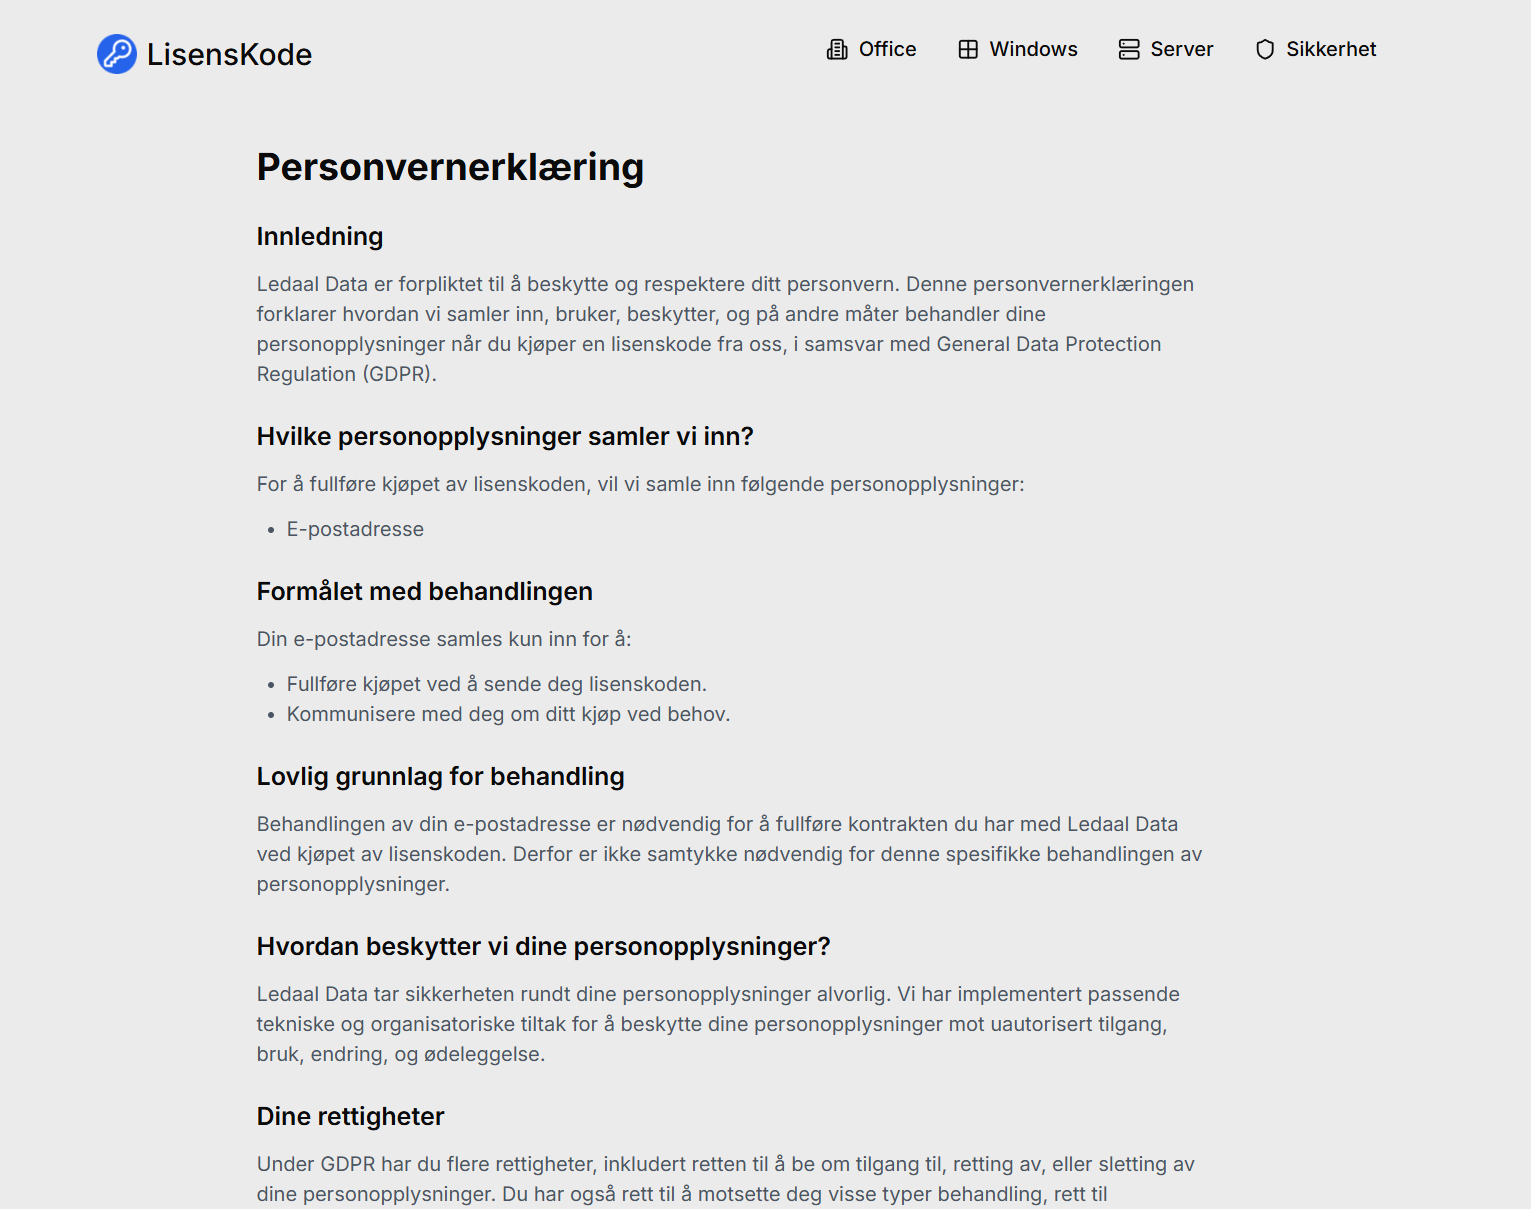 LisensKode
Office
Windows
Server
Sikkerhet
Personvernerklæring
Innledning
Ledaal Data er forpliktet til å beskytte og respektere ditt personvern. Denne personvernerklæringen
forklarer hvordan vi samler inn, bruker, beskytter, og på andre måter behandler dine
personopplysninger når du kjøper en lisenskode fra oss, i samsvar med General Data Protection
Regulation (GDPR).
Hvilke personopplysninger samler vi inn?
For å fullføre kjøpet av lisenskoden, vil vi samle inn følgende personopplysninger:
• E-postadresse
Formålet med behandlingen
Din e-postadresse samles kun inn for å:
• Fullføre kjøpet ved å sende deg lisenskoden.
• Kommunisere med deg om ditt kjøp ved behov.
Lovlig grunnlag for behandling
Behandlingen av din e-postadresse er nødvendig for å fullføre kontrakten du har med Ledaal Data
ved kjøpet av lisenskoden. Derfor er ikke samtykke nødvendig for denne spesifikke behandlingen av
personopplysninger.
Hvordan beskytter vi dine personopplysninger?
Ledaal Data tar sikkerheten rundt dine personopplysninger alvorlig. Vi har implementert passende
tekniske og organisatoriske tiltak for å beskytte dine personopplysninger mot uautorisert tilgang,
bruk, endring, og ødeleggelse.
Dine rettigheter
Under GDPR har du flere rettigheter, inkludert retten til å be om tilgang til, retting av, eller sletting av
dine personopplysninger. Du har også rett til å motsette deg visse typer behandling, rett til